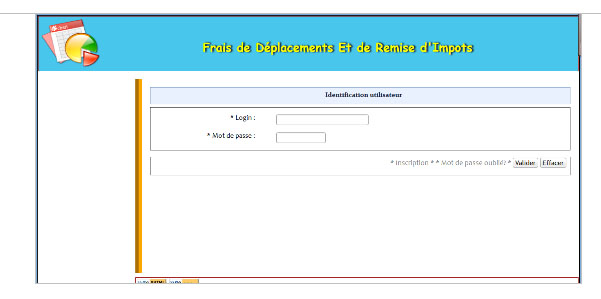 Frais de Déplacements Et de Remise d'Impots
Identification utilisateur
* Login :
* Mot de passe :
* Inscription * * Mot de passe oublié? * Valider Effacer